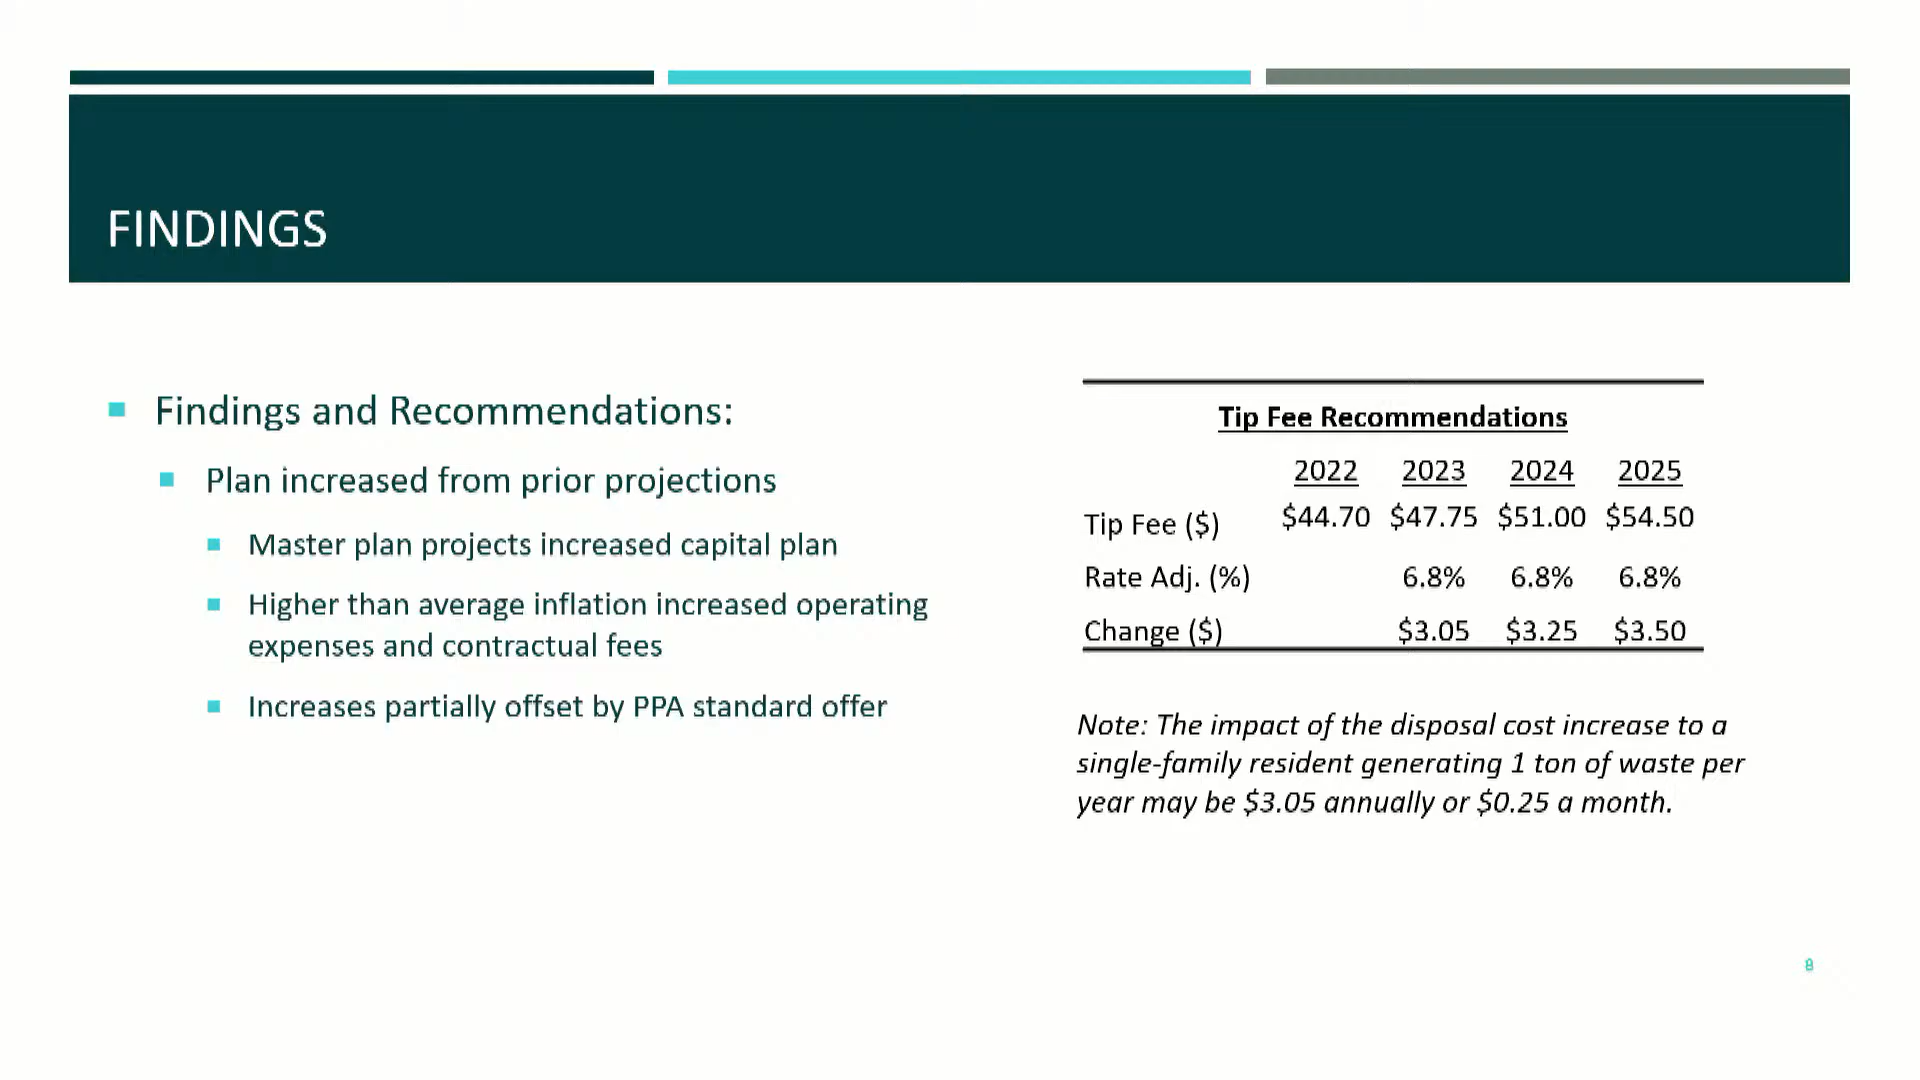 FINDINGS
Findings and Recommendations:
Plan increased from prior projections
Master plan projects increased capital plan
Higher than average inflation increased operating
expenses and contractual fees
Increases partially offset by PPA standard offer
Tip Fee Recommendations
2022 2023 2024 2025
Tip Fee ($) $44.70 $47.75 $51.00 $54.50
Rate Adj. (%) 6.8% 6.8% 6.8%
Change ($) $3.05 $3.25 $3.50
Note: The impact of the disposal cost increase to a
single-family resident generating 1 ton of waste per
year may be $3.05 annually or $0.25 a month.